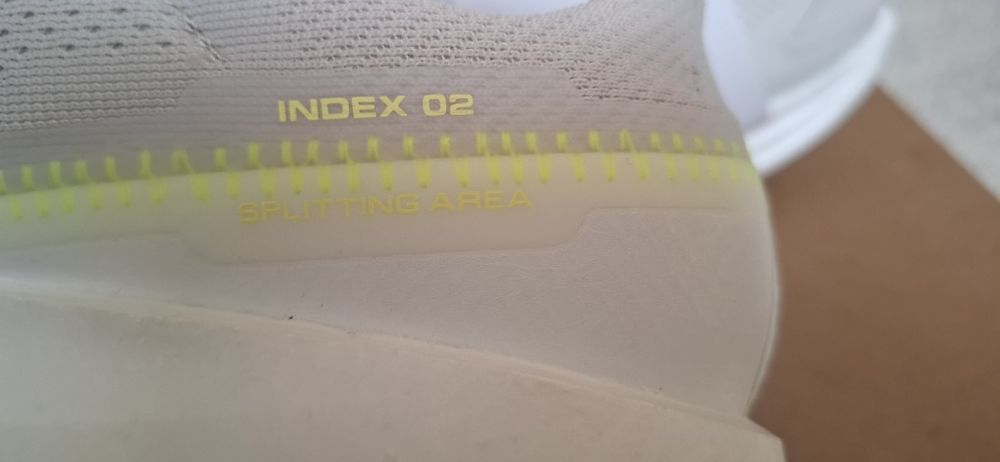 INDEX 02
SPLITTING AREA